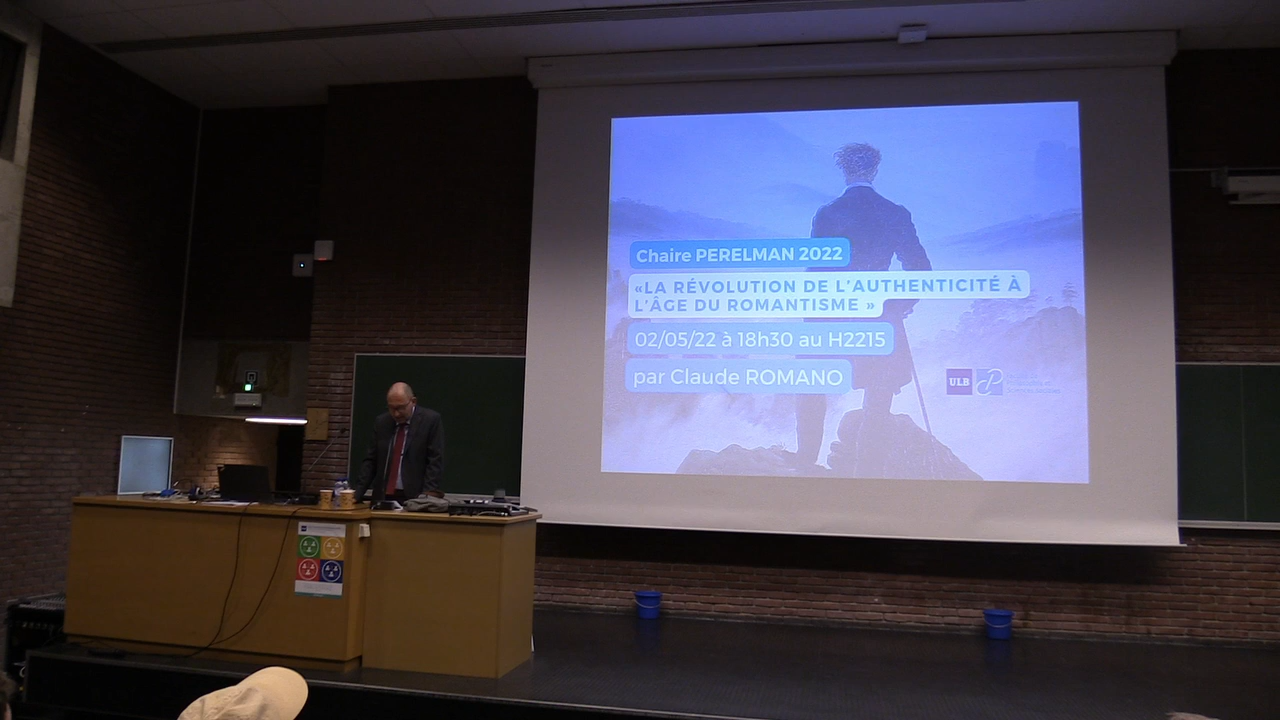 Chaire PERELMAN 2022
«LA RÉVOLUTION DE L'AUTHENTICITÉ À
L'ÂGE DU ROMANTISME »
02/05/22 à 18h30 au H2215
par Claude ROMANO
ULB